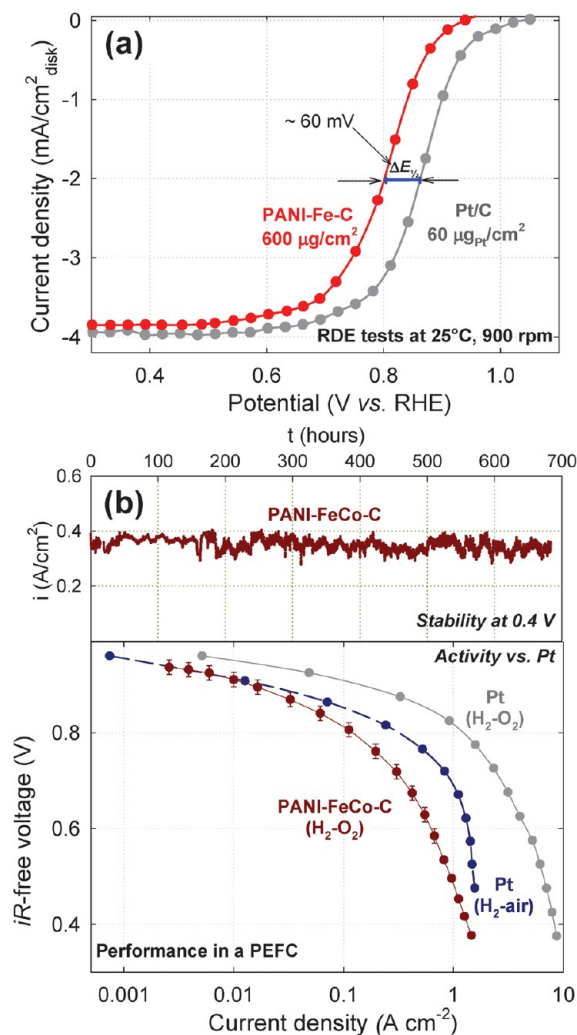 (a)
0
-1
-2
-3
-4
Current density (mA/cm²disk)
~ 60 mV
ΔE½
PANI-Fe-C
600 μg/cm²
Pt/C
60 μgPt/cm²
RDE tests at 25°C, 900 rpm
0.4 0.6 0.8 1.0
Potential (V vs. RHE)
t (hours)
0 100 200 300 400 500 600 700
(b)
0.6
0.4
0.2
i (A/cm²)
PANI-FeCo-C
Stability at 0.4 V
Activity vs. Pt
Pt
(H₂-O₂)
0.8
0.6
0.4
iR-free voltage (V)
PANI-FeCo-C
(H₂-O₂)
Pt
(H₂-air)
Performance in a PEFC
0.001 0.01 0.1 1 10
Current density (A cm⁻²)